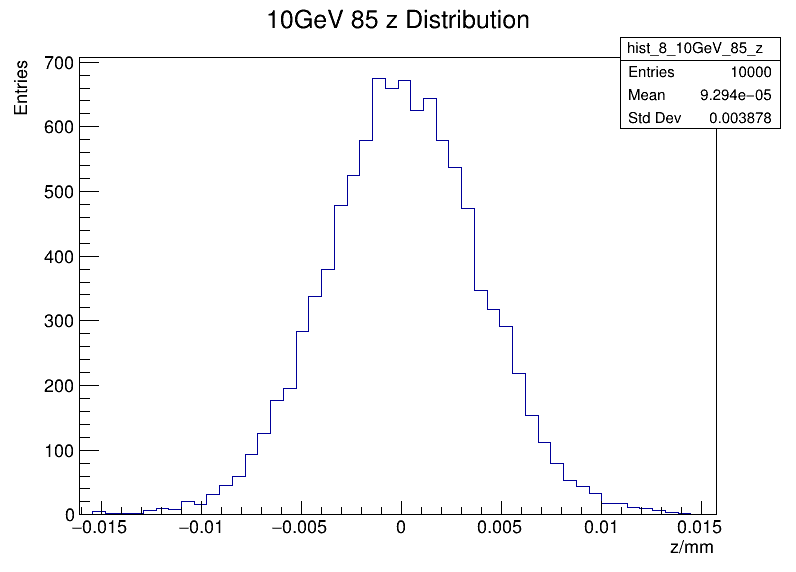 10GeV 85 z Distribution
hist_8_10GeV_85_z
Entries 10000
Mean 9.294e−05
Std Dev 0.003878
Entries
700
600
500
400
300
200
100
0
−0.015 −0.01 −0.005 0 0.005 0.01 0.015
z/mm